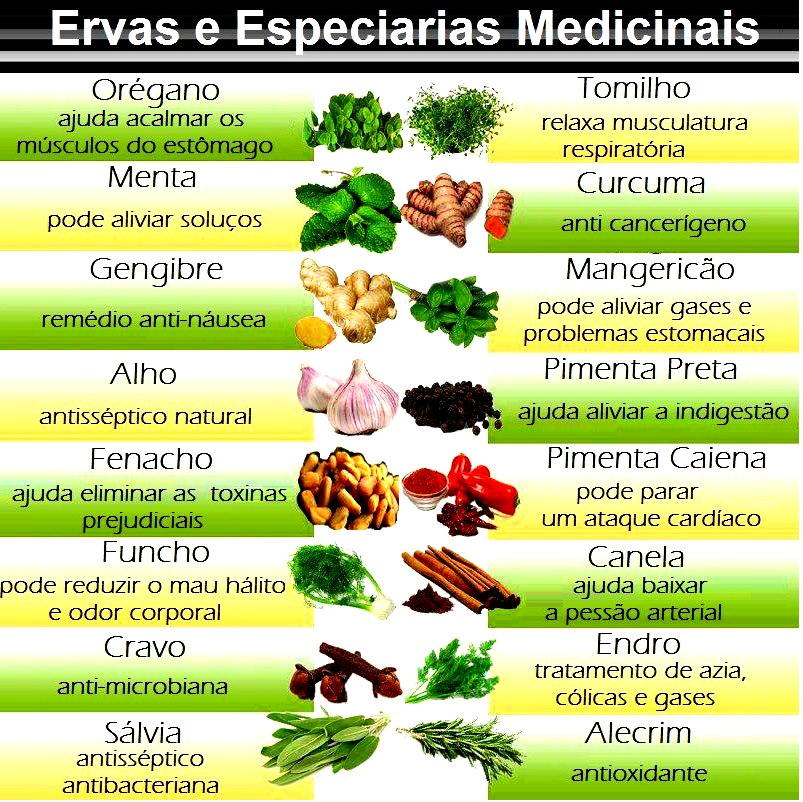 Ervas e Especiarias Medicinais
Orégano
ajuda acalmar os
músculos do estômago
Tomilho
relaxa musculatura
respiratória
Menta
pode aliviar soluços
Curcuma
anti cancerígeno
Gengibre
remédio anti-náusea
Mangericão
pode aliviar gases e
problemas estomacais
Alho
antisséptico natural
Pimenta Preta
ajuda aliviar a indigestão
Fenacho
ajuda eliminar as toxinas
prejudiciais
Pimenta Caiena
pode parar
um ataque cardíaco
Funcho
pode reduzir o mau hálito
e odor corporal
Canela
ajuda baixar
a pessão arterial
Cravo
anti-microbiana
Endro
tratamento de azia,
cólicas e gases
Sálvia
antisséptico
antibacteriana
Alecrim
antioxidante